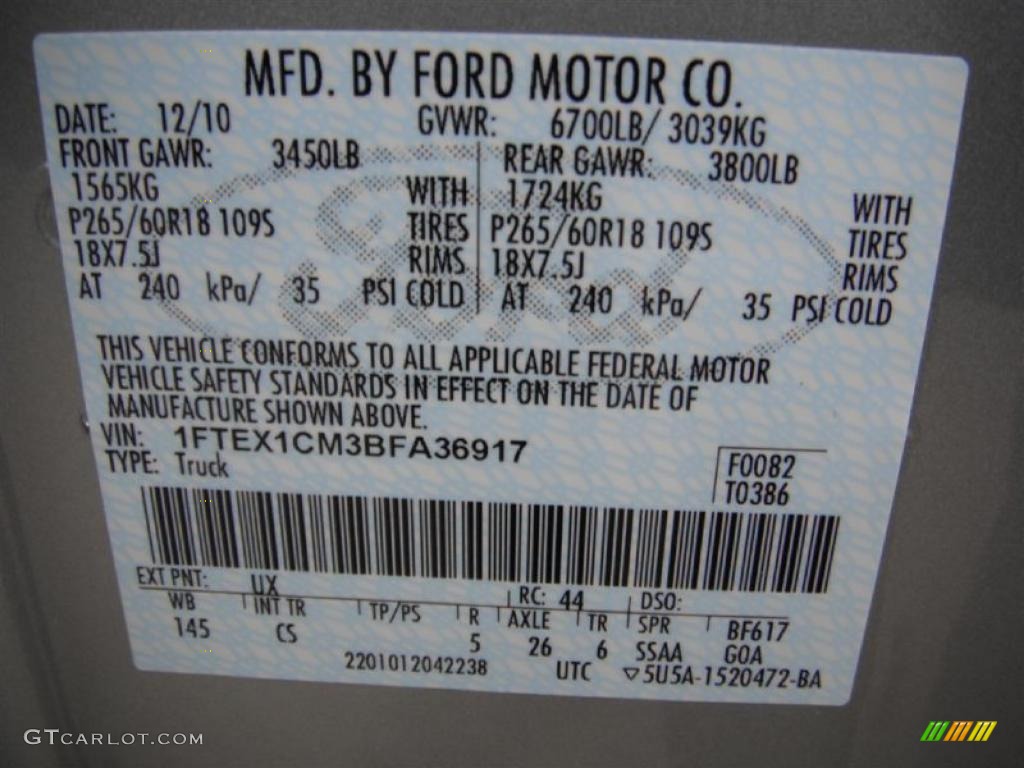 MFD. BY FORD MOTOR CO.
DATE: 12/10 GVWR: 6700LB/ 3039KG
FRONT GAWR: 3450LB REAR GAWR: 3800LB
1565KG WITH 1724KG WITH
P265/60R18 109S TIRES P265/60R18 109S TIRES
18X7.5J RIMS 18X7.5J RIMS
AT 240 kPa/ 35 PSI COLD AT 240 kPa/ 35 PSI COLD
THIS VEHICLE CONFORMS TO ALL APPLICABLE FEDERAL MOTOR
VEHICLE SAFETY STANDARDS IN EFFECT ON THE DATE OF
MANUFACTURE SHOWN ABOVE.
VIN: 1FTEX1CM3BFA36917
TYPE: Truck
F0082
T0386
EXT PNT: UX RC: 44 DSO:
WB INT TR TP/PS R AXLE TR SPR BF617
145 CS 5 26 6 SSAA GOA
2201012042238 UTC ▽5U5A-1520472-BA
Ford
GTCARLOT.COM